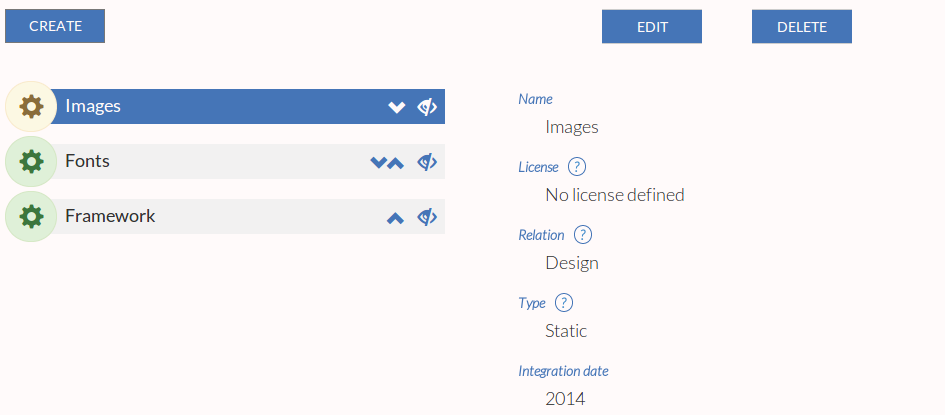 CREATE
EDIT
DELETE
Images
Fonts
Framework
Name
Images
License ?
No license defined
Relation ?
Design
Type ?
Static
Integration date
2014